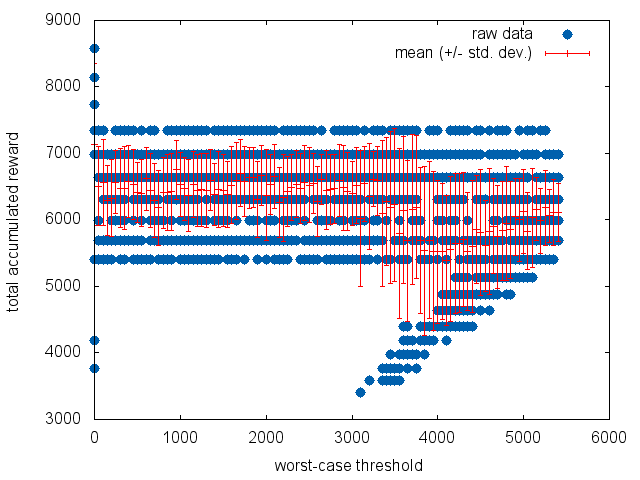 9000
8000
7000
6000
5000
4000
3000
total accumulated reward
raw data
mean (+/- std. dev.)
0 1000 2000 3000 4000 5000 6000
worst-case threshold